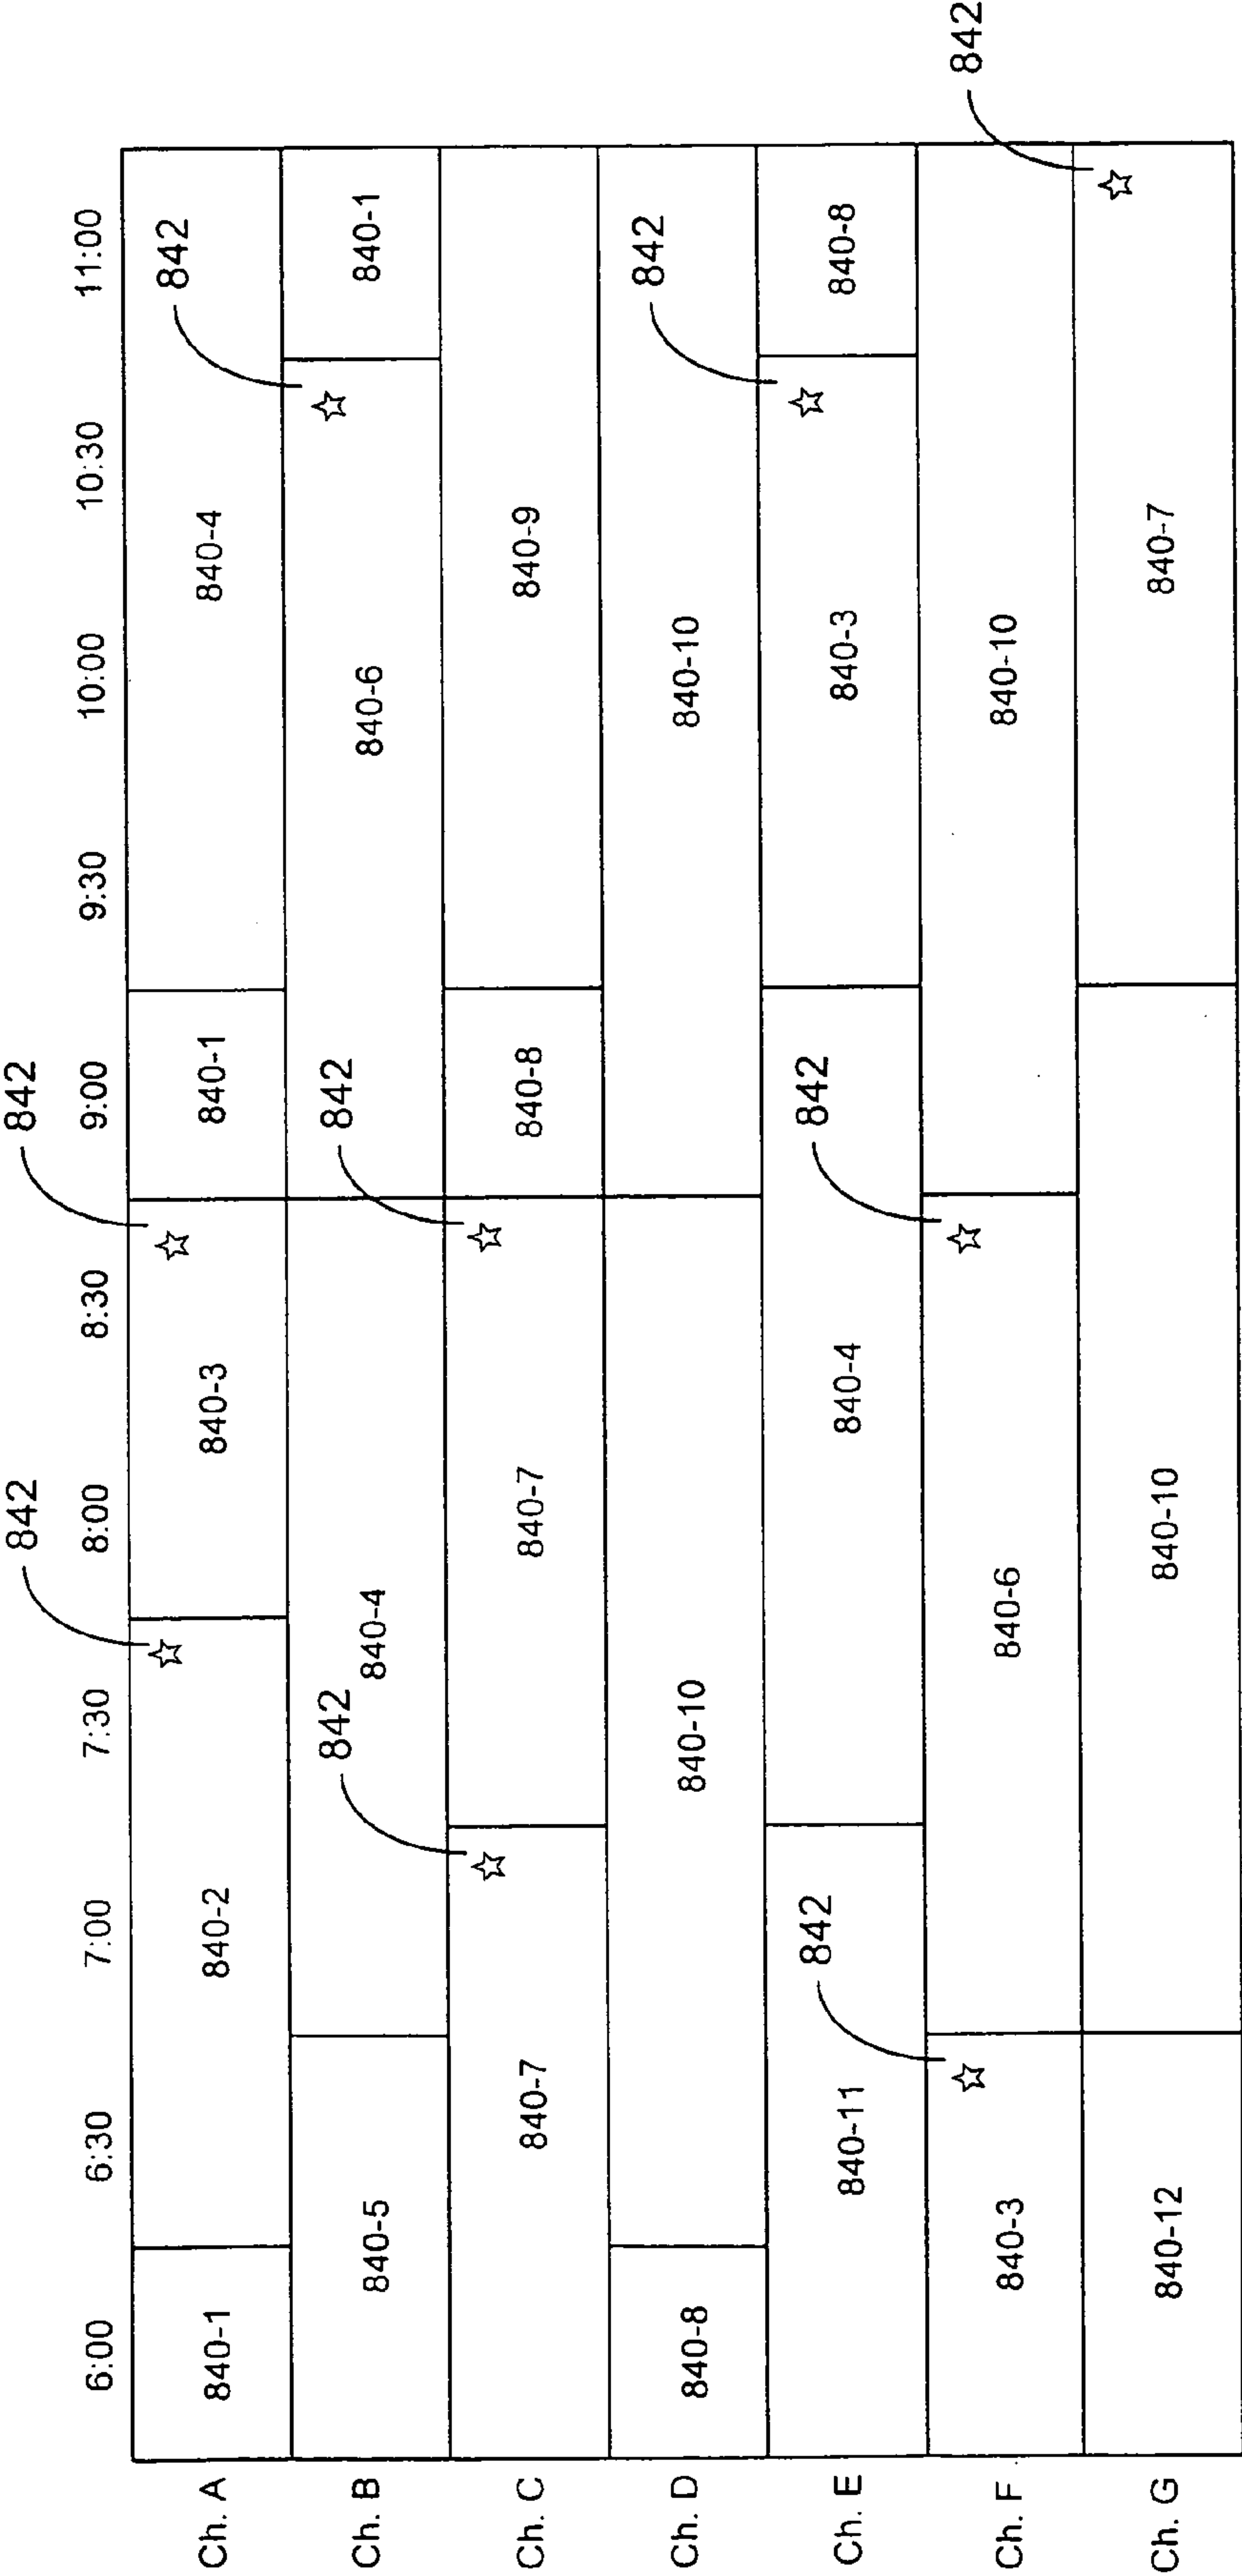 6:00 6:30 7:00 7:30 8:00 8:30 9:00 9:30 10:00 10:30 11:00
842 842
Ch. A 840-1 840-2 840-3 840-1 840-4 842
Ch. B 840-5 840-4 842 842 840-6 840-1
Ch. C 840-7 840-7 840-8 840-9
Ch. D 840-8 840-10 840-10 842
Ch. E 840-11 842 840-4 842 840-3 840-8
Ch. F 840-3 840-6 840-10 842
Ch. G 840-12 840-10 840-7